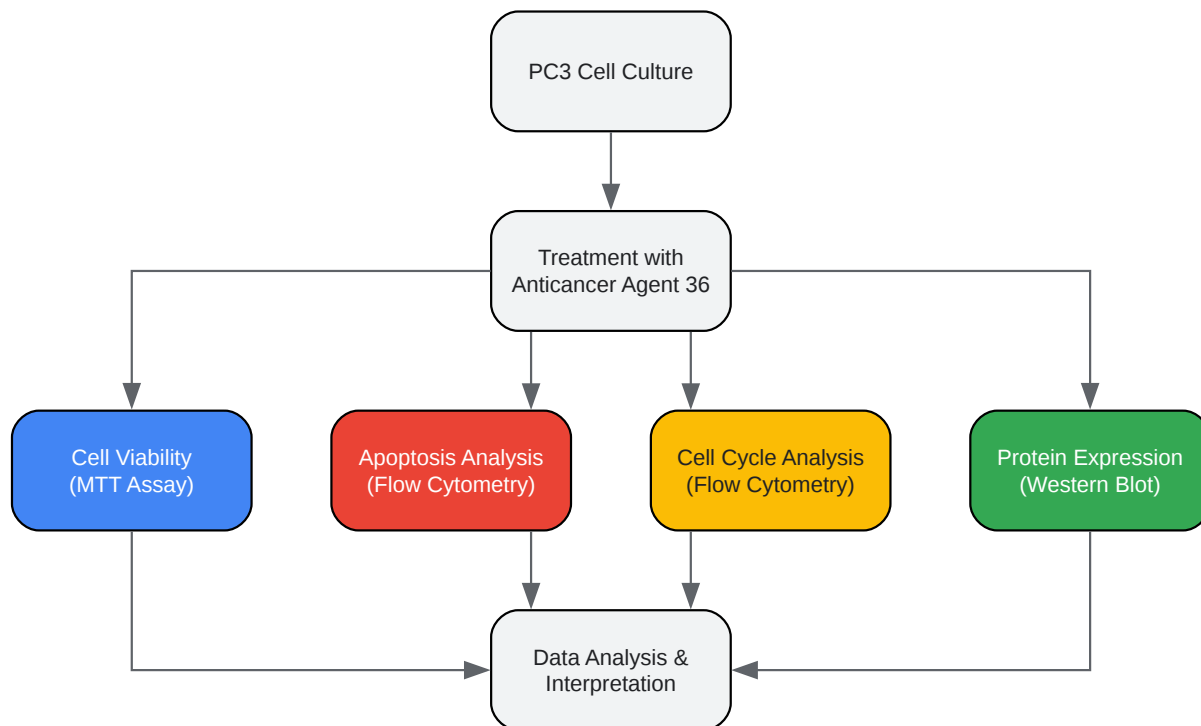 PC3 Cell Culture
Treatment with
Anticancer Agent 36
Cell Viability
(MTT Assay)
Apoptosis Analysis
(Flow Cytometry)
Cell Cycle Analysis
(Flow Cytometry)
Protein Expression
(Western Blot)
Data Analysis &
Interpretation